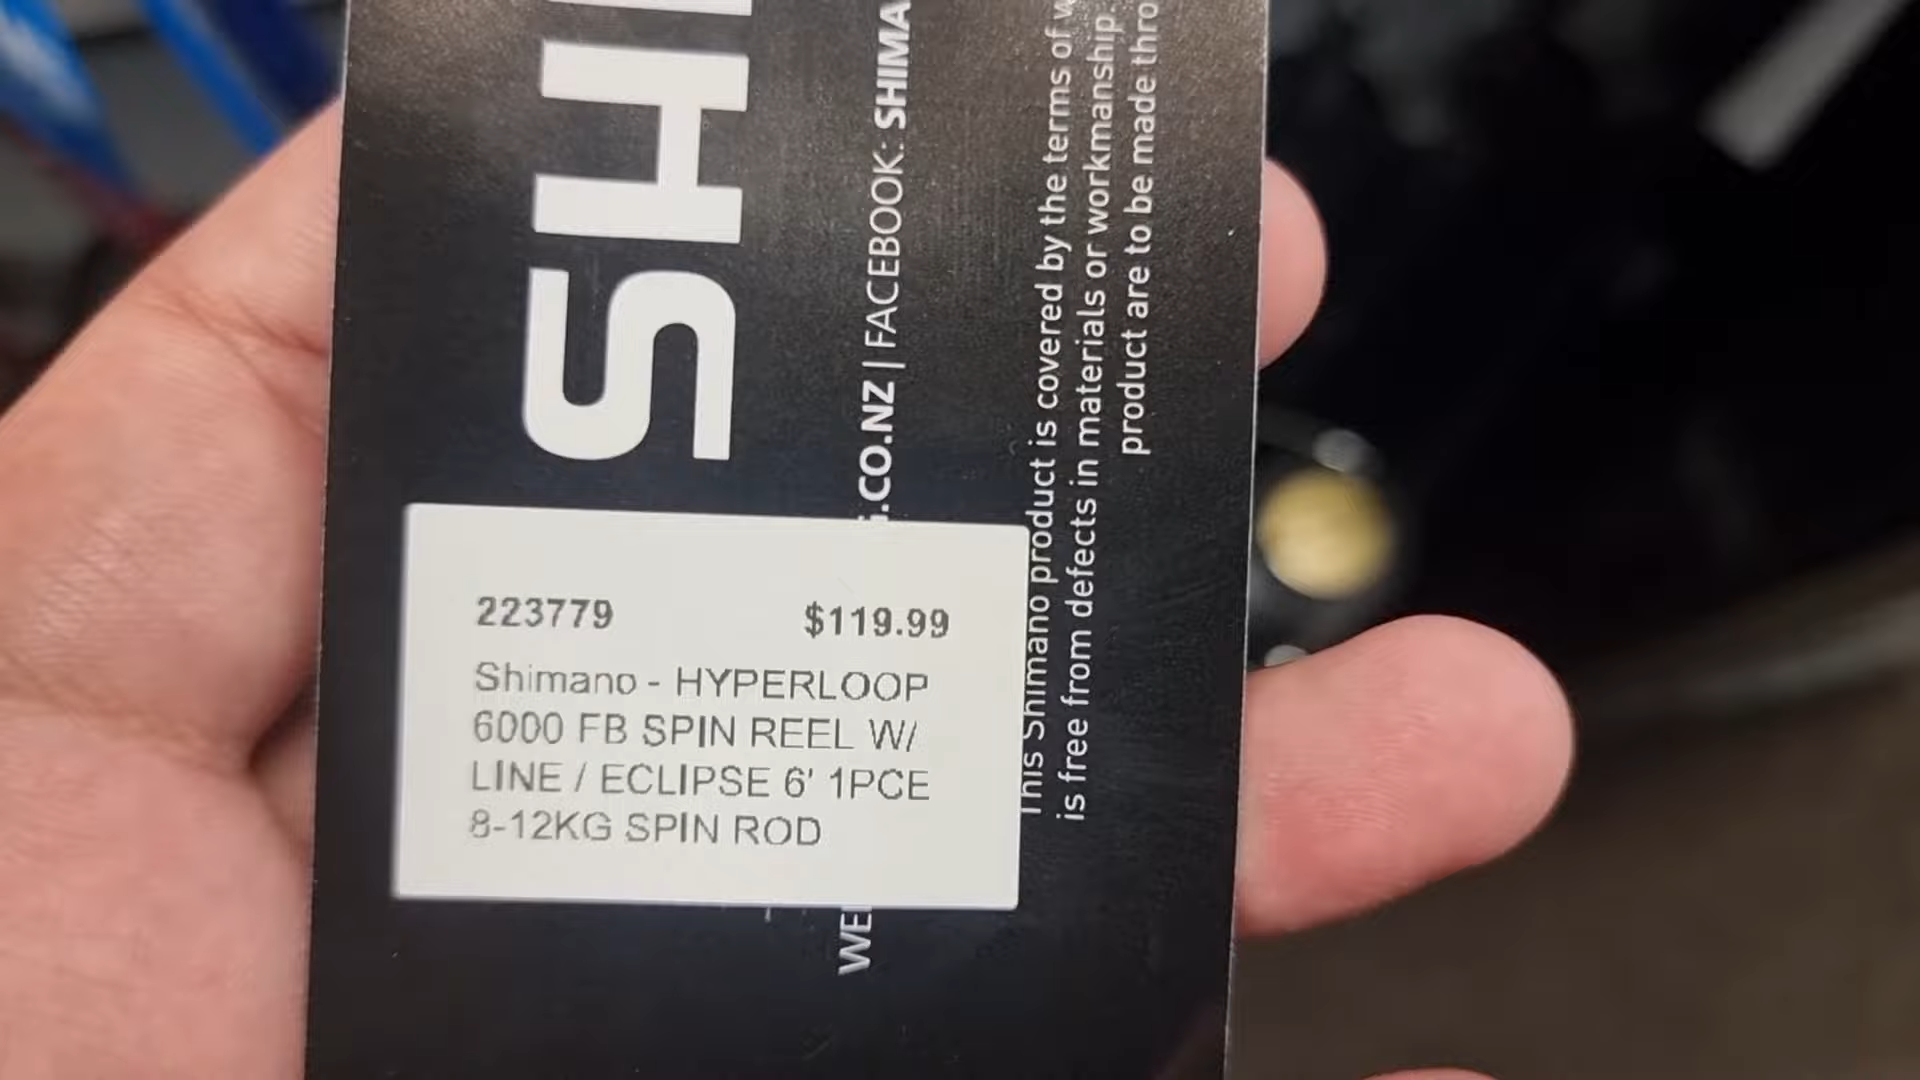 SHI
.CO.NZ | FACEBOOK: SHIMA
This Shimano product is covered by the terms of
is free from defects in materials or workmanship.
product are to be made thro
223779 $119.99
Shimano - HYPERLOOP
6000 FB SPIN REEL W/
LINE / ECLIPSE 6' 1PCE
8-12KG SPIN ROD